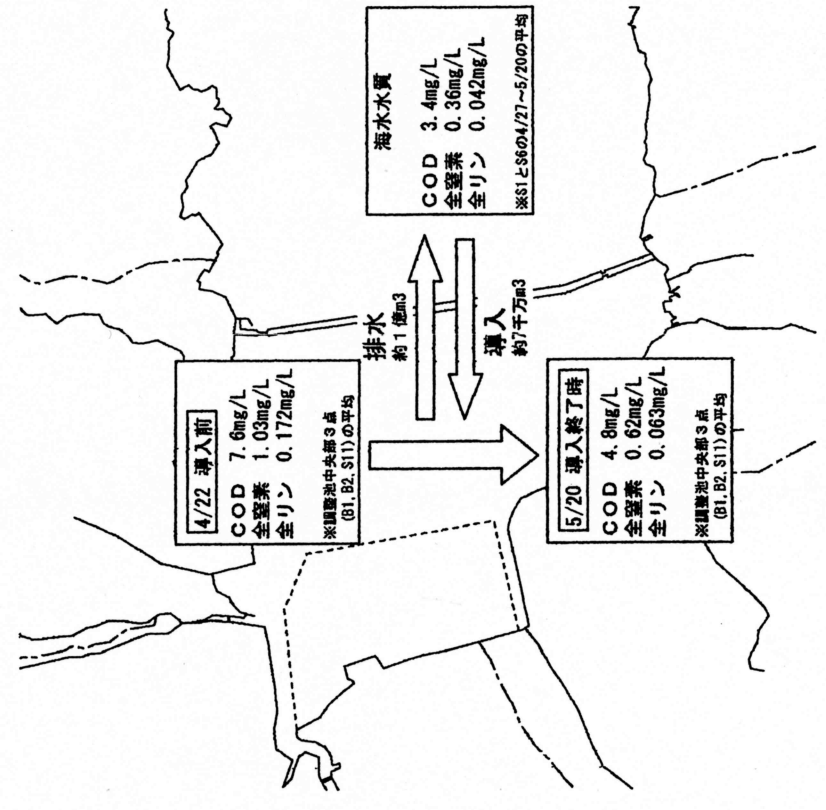 4/22 導入前
COD 7.6mg/L
全窒素 1.03mg/L
全リン 0.172mg/L
※調整池中央部3点
(B1,B2,S11)の平均
排水
約1億m3
導入
約7千万m3
海水水質
COD 3.4mg/L
全窒素 0.36mg/L
全リン 0.042mg/L
※S1とS6の4/27~5/20の平均
5/20 導入終了時
COD 4.8mg/L
全窒素 0.62mg/L
全リン 0.063mg/L
※調整池中央部3点
(B1,B2,S11)の平均